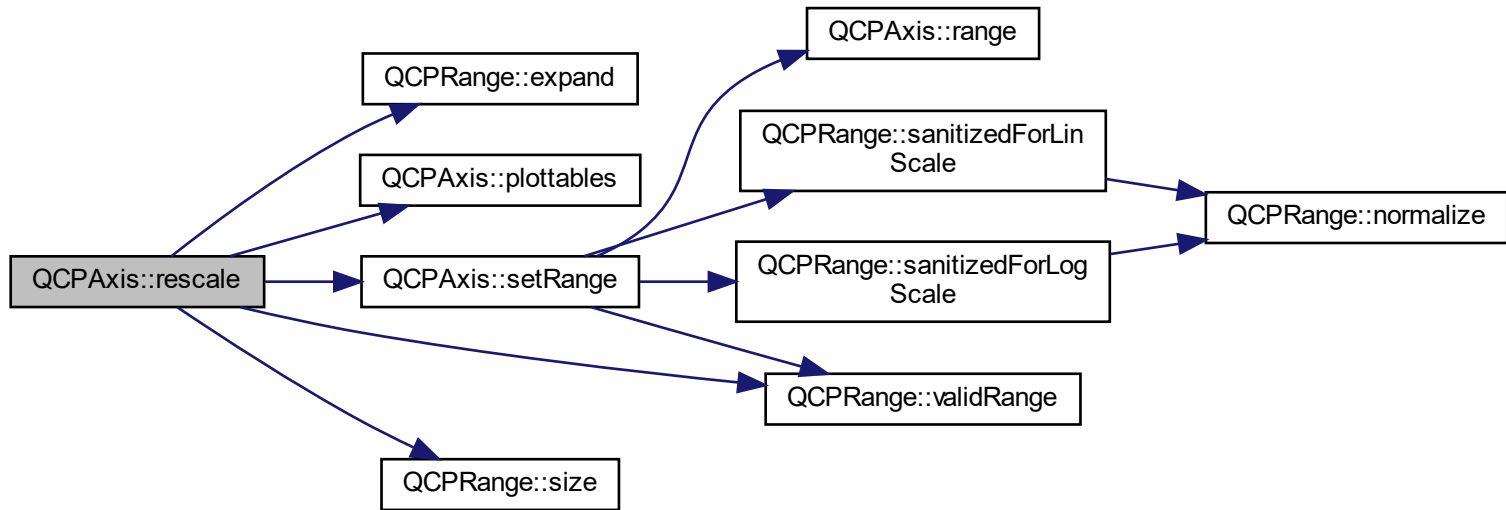 QCPAxis::range
QCPRange::expand
QCPRange::sanitizedForLin
Scale
QCPAxis::plottables
QCPRange::normalize
QCPAxis::rescale
QCPAxis::setRange
QCPRange::sanitizedForLog
Scale
QCPRange::validRange
QCPRange::size